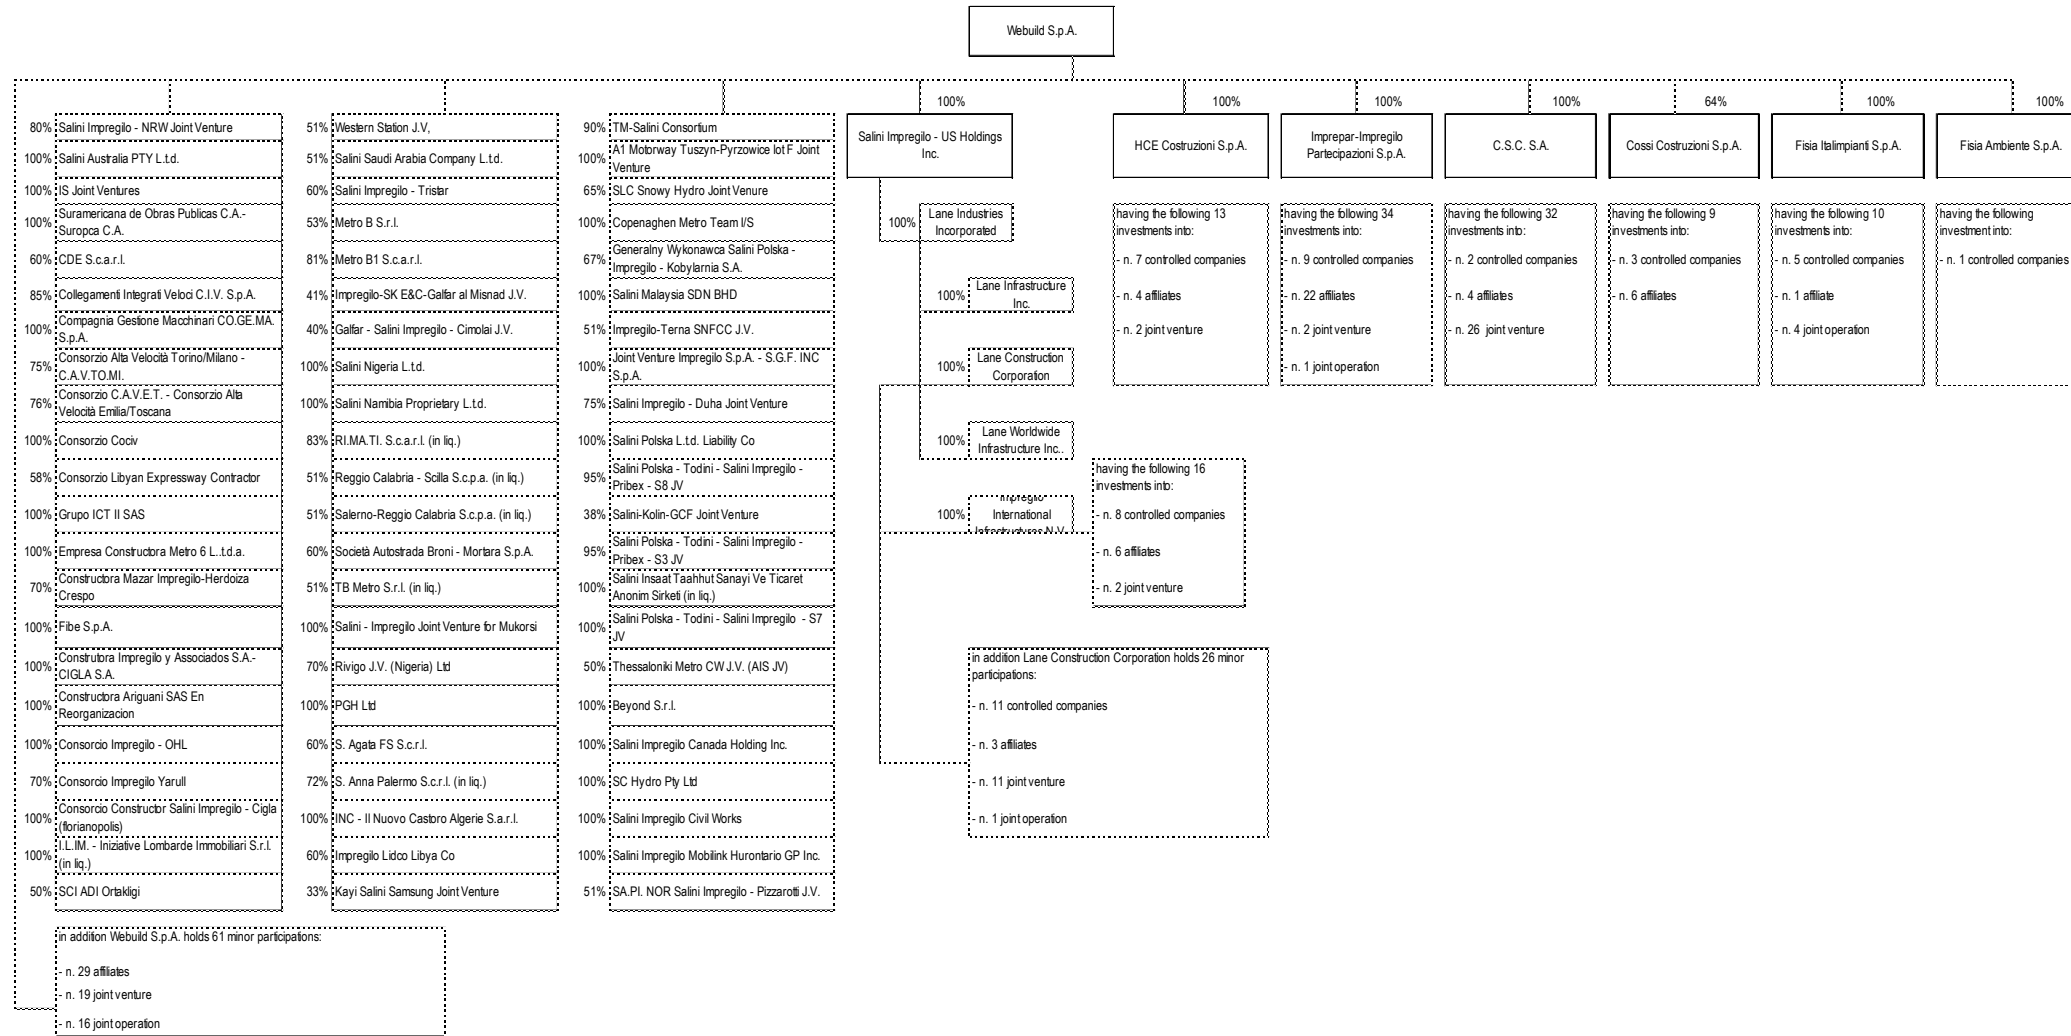 Webuild S.p.A.
100%
100%
100%
100%
64%
100%
100%
80% Salini Impregilo - NRW Joint Venture
100% Salini Australia PTY L.t.d.
100% IS Joint Ventures
100% Suramericana de Obras Publicas C.A.-
Suropca C.A.
60% CDE S.c.a.r.l.
85% Collegamenti Integrati Veloci C.I.V. S.p.A.
100% Compagnia Gestione Macchinari CO.GE.MA.
S.p.A.
75% Consorzio Alta Velocità Torino/Milano -
C.A.V.TO.MI.
76% Consorzio C.A.V.E.T. - Consorzio Alta
Velocità Emilia/Toscana
100% Consorzio Cociv
58% Consorzio Libyan Expressway Contractor
100% Grupo ICT II SAS
100% Empresa Constructora Metro 6 L..t.d.a.
70% Constructora Mazar Impregilo-Herdoiza
Crespo
100% Fibe S.p.A.
100% Construtora Impregilo y Associados S.A.-
CIGLA S.A.
100% Constructora Ariguani SAS En
Reorganizacion
100% Consorcio Impregilo - OHL
70% Consorcio Impregilo Yarull
100% Consorcio Constructor Salini Impregilo - Cigla
(florianopolis)
100% I.L.IM. - Iniziative Lombarde Immobiliari S.r.l.
(in liq.)
50% SCI ADI Ortakligi
in addition Webuild S.p.A. holds 61 minor participations:
- n. 29 affiliates
- n. 19 joint venture
- n. 16 joint operation
51% Western Station J.V,
51% Salini Saudi Arabia Company L.t.d.
60% Salini Impregilo - Tristar
53% Metro B S.r.l.
81% Metro B1 S.c.a.r.l.
41% Impregilo-SK E&C-Galfar al Misnad J.V.
40% Galfar - Salini Impregilo - Cimolai J.V.
100% Salini Nigeria L.t.d.
100% Salini Namibia Proprietary L.t.d.
83% RI.MA.TI. S.c.a.r.l. (in liq.)
51% Reggio Calabria - Scilla S.c.p.a. (in liq.)
51% Salerno-Reggio Calabria S.c.p.a. (in liq.)
60% Società Autostrada Broni - Mortara S.p.A.
51% TB Metro S.r.l. (in liq.)
100% Salini - Impregilo Joint Venture for Mukorsi
70% Rivigo J.V. (Nigeria) Ltd
100% PGH Ltd
60% S. Agata FS S.c.r.l.
72% S. Anna Palermo S.c.r.l. (in liq.)
100% INC - Il Nuovo Castoro Algerie S.a.r.l.
60% Impregilo Lidco Libya Co
33% Kayi Salini Samsung Joint Venture
90% TM-Salini Consortium
100% A1 Motorway Tuszyn-Pyrzowice lot F Joint
Venture
65% SLC Snowy Hydro Joint Venure
100% Copenaghen Metro Team I/S
67% Generalny Wykonawca Salini Polska -
Impregilo - Kobylarnia S.A.
100% Salini Malaysia SDN BHD
51% Impregilo-Terna SNFCC J.V.
100% Joint Venture Impregilo S.p.A. - S.G.F. INC
S.p.A.
75% Salini Impregilo - Duha Joint Venture
100% Salini Polska L.t.d. Liability Co
95% Salini Polska - Todini - Salini Impregilo -
Pribex - S8 JV
38% Salini-Kolin-GCF Joint Venture
95% Salini Polska - Todini - Salini Impregilo -
Pribex - S3 JV
100% Salini Insaat Taahhut Sanayi Ve Ticaret
Anonim Sirketi (in liq.)
100% Salini Polska - Todini - Salini Impregilo - S7
JV
50% Thessaloniki Metro CW J.V. (AIS JV)
100% Beyond S.r.l.
100% Salini Impregilo Canada Holding Inc.
100% SC Hydro Pty Ltd
100% Salini Impregilo Civil Works
100% Salini Impregilo Mobilink Hurontario GP Inc.
51% SA.PI. NOR Salini Impregilo - Pizzarotti J.V.
Salini Impregilo - US Holdings
Inc.
100% Lane Industries
Incorporated
100% Lane Infrastructure
Inc.
100% Lane Construction
Corporation
100% Lane Worldwide
Infrastructure Inc..
100% Impregilo
International
Infrastructures N.V.
having the following 16
investments into:
- n. 8 controlled companies
- n. 6 affiliates
- n. 2 joint venture
in addition Lane Construction Corporation holds 26 minor
participations:
- n. 11 controlled companies
- n. 3 affiliates
- n. 11 joint venture
- n. 1 joint operation
HCE Costruzioni S.p.A.
having the following 13
investments into:
- n. 7 controlled companies
- n. 4 affiliates
- n. 2 joint venture
Imprepar-Impregilo
Partecipazioni S.p.A.
having the following 34
investments into:
- n. 9 controlled companies
- n. 22 affiliates
- n. 2 joint venture
- n. 1 joint operation
C.S.C. S.A.
having the following 32
investments into:
- n. 2 controlled companies
- n. 4 affiliates
- n. 26 joint venture
Cossi Costruzioni S.p.A.
having the following 9
investments into:
- n. 3 controlled companies
- n. 6 affiliates
Fisia Italimpianti S.p.A.
having the following 10
investments into:
- n. 5 controlled companies
- n. 1 affiliate
- n. 4 joint operation
Fisia Ambiente S.p.A.
having the following
investment into:
- n. 1 controlled companies